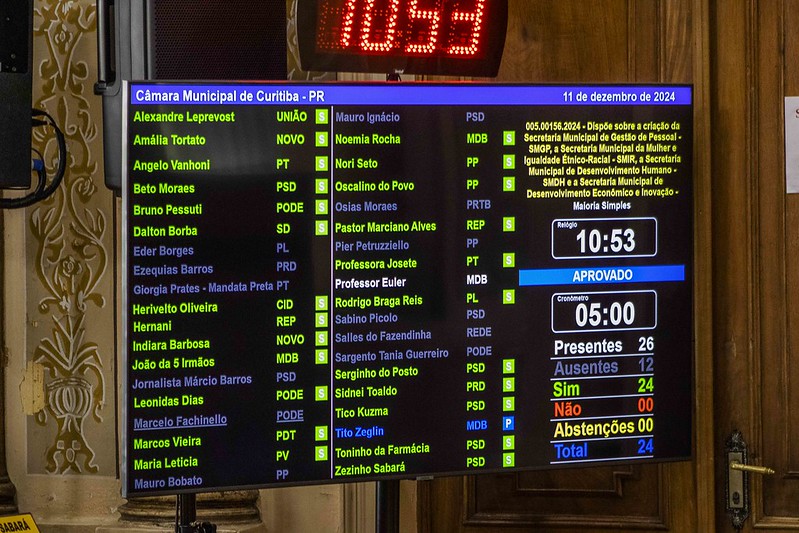 1053
Câmara Municipal de Curitiba - PR
11 de dezembro de 2024
Alexandre Leprevost UNIÃO S
Amália Tortato NOVO S
Angelo Vanhoni PT S
Beto Moraes PSD S
Bruno Pessuti PODE S
Dalton Borba SD S
Eder Borges PL
Ezequias Barros PRD
Giorgia Prates - Mandata Preta PT
Herivelto Oliveira CID S
Hernani REP S
Indiara Barbosa NOVO S
João da 5 Irmãos MDB S
Jornalista Márcio Barros PSD
Leonidas Dias PODE S
Marcelo Fachinello PODE
Marcos Vieira PDT S
Maria Leticia PV S
Mauro Bobato PP
Mauro Ignácio PSD
Noemia Rocha MDB S
Nori Seto PP S
Oscalino do Povo PP S
Osias Moraes PRTB
Pastor Marciano Alves REP S
Pier Petruzziello PP
Professora Josete PT S
Professor Euler MDB
Rodrigo Braga Reis PL S
Sabino Picolo PSD
Salles do Fazendinha REDE
Sargento Tania Guerreiro PODE
Serginho do Posto PSD S
Sidnei Toaldo PRD S
Tico Kuzma PSD S
Tito Zeglin MDB P
Toninho da Farmácia PSD S
Zezinho Sabará PSD S
005.00156.2024 - Dispõe sobre a criação da
Secretaria Municipal de Gestão de Pessoal -
SMGP, a Secretaria Municipal da Mulher e
Igualdade Étnico-Racial - SMIR, a Secretaria
Municipal de Desenvolvimento Humano -
SMDH e a Secretaria Municipal de
Desenvolvimento Econômico e Inovação -
Maioria Simples
Relógio
10:53
APROVADO
Cronômetro
05:00
Presentes 26
Ausentes 12
Sim 24
Não 00
Abstenções 00
Total 24
SABARÁ